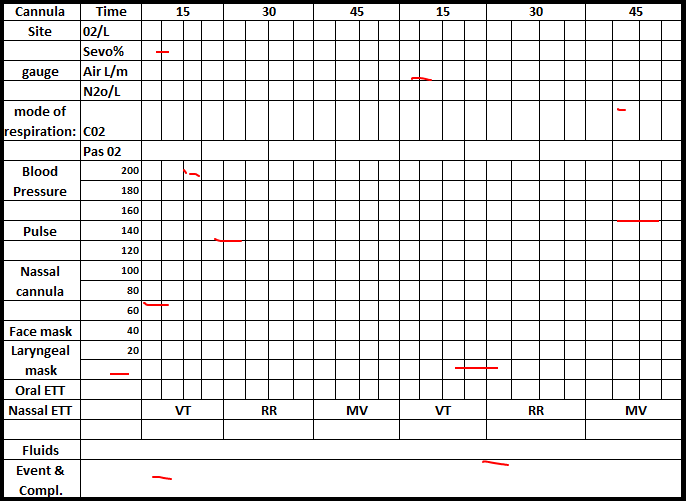 Cannula Time 15 30 45 15 30 45
Site 02/L
Sevo%
gauge Air L/m
N2o/L
mode of
respiration: C02
Pas 02
Blood 200
Pressure 180
160
Pulse 140
120
Nassal 100
cannula 80
60
Face mask 40
Laryngeal 20
mask
Oral ETT
Nassal ETT VT RR MV VT RR MV
Fluids
Event &
Compl.